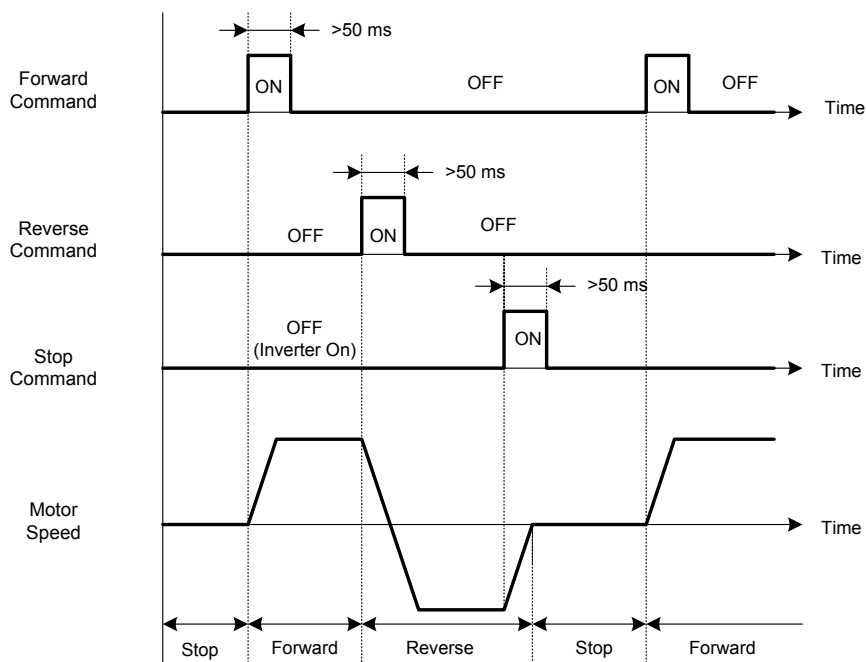 >50 ms
Forward
Command
ON
OFF
ON
OFF
Time
>50 ms
Reverse
Command
OFF
ON
OFF
Time
>50 ms
Stop
Command
OFF
(Inverter On)
ON
Time
Motor
Speed
Time
Stop
Forward
Reverse
Stop
Forward